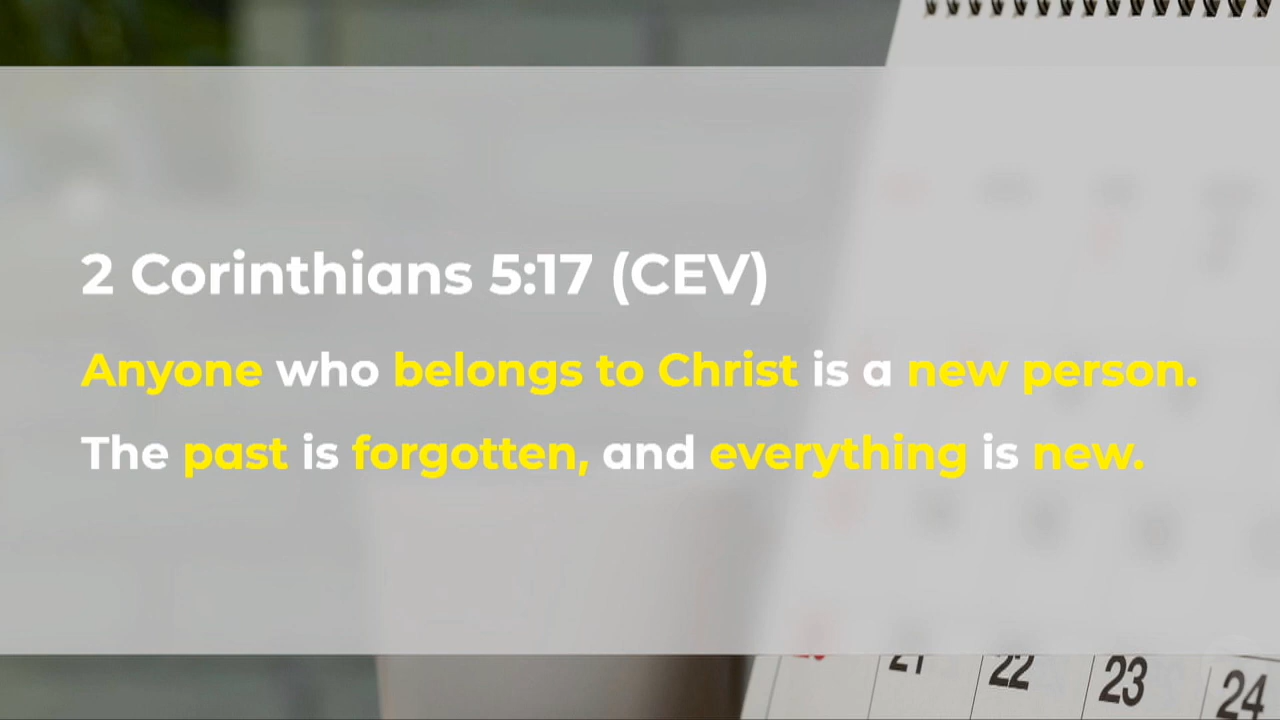 2 Corinthians 5:17 (CEV)
Anyone who belongs to Christ is a new person.
The past is forgotten, and everything is new.
21 22 23 24